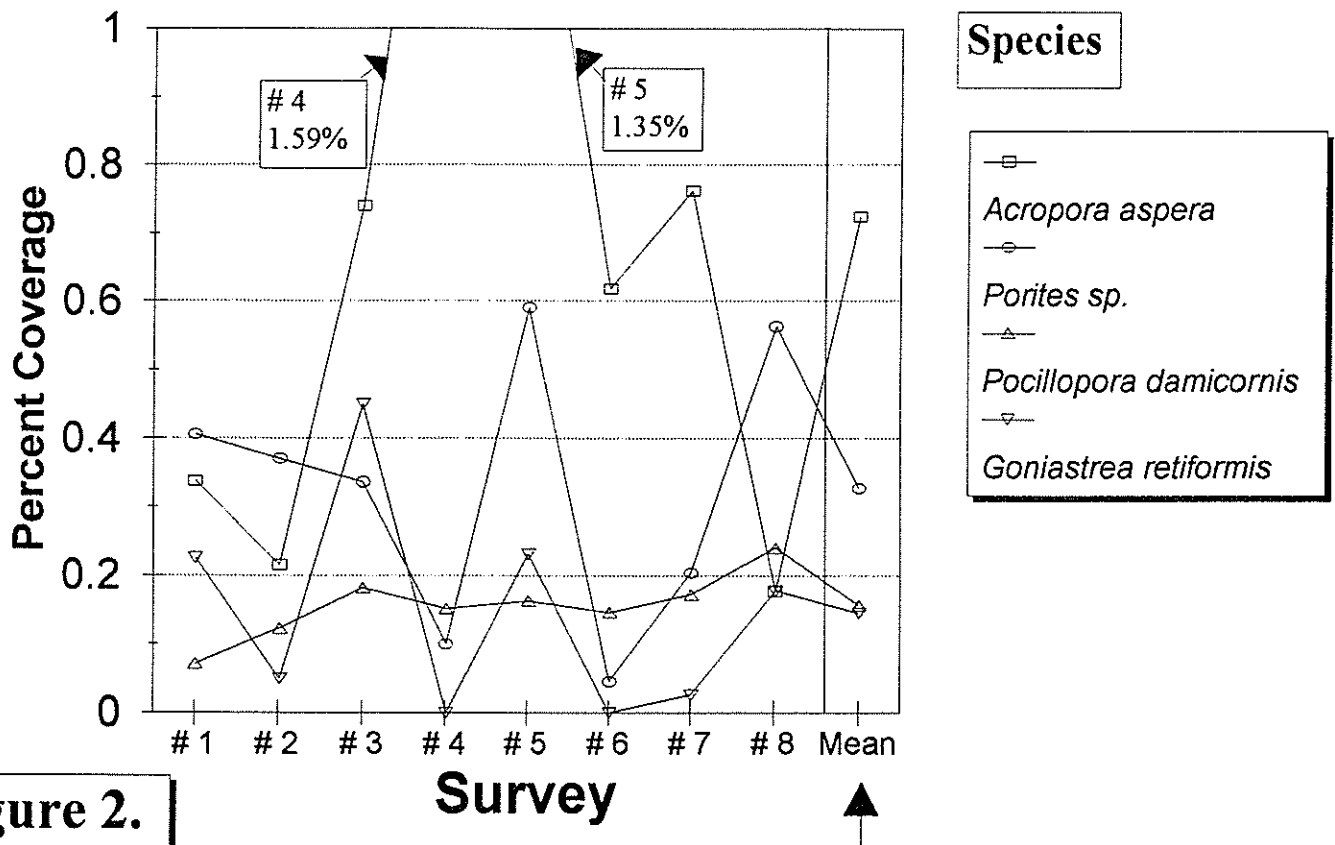 Species
1
# 4
1.59%
# 5
1.35%
0.8
0.6
0.4
0.2
0
Percent Coverage
Acropora aspera
Porites sp.
Pocillopora damicornis
Goniastrea retiformis
# 1 # 2 # 3 # 4 # 5 # 6 # 7 # 8 Mean
Survey
gure 2.